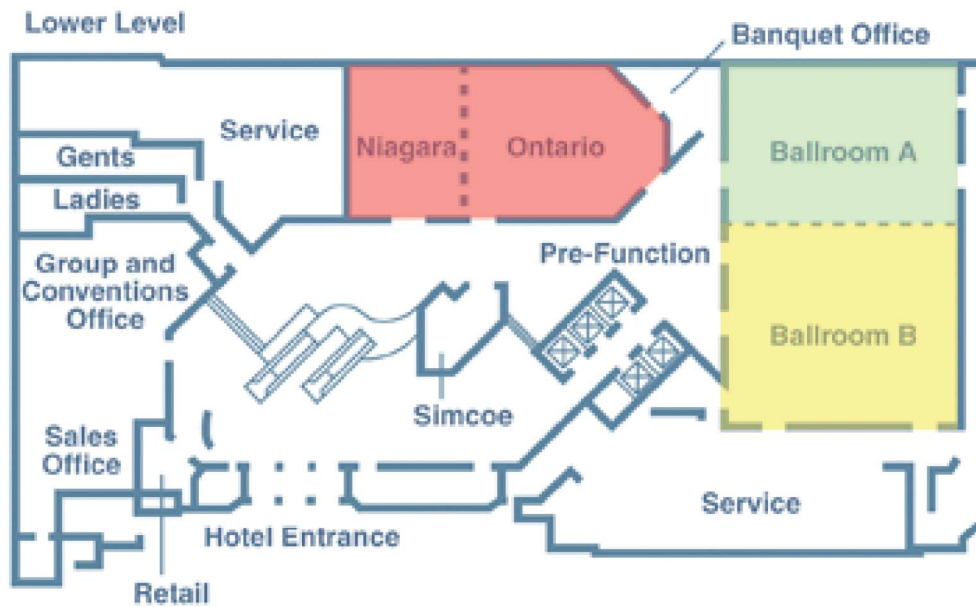 Lower Level
Banquet Office
Service
Niagara
Ontario
Ballroom A
Gents
Ladies
Group and
Conventions
Office
Pre-Function
Ballroom B
Simcoe
Sales
Office
Service
Hotel Entrance
Retail